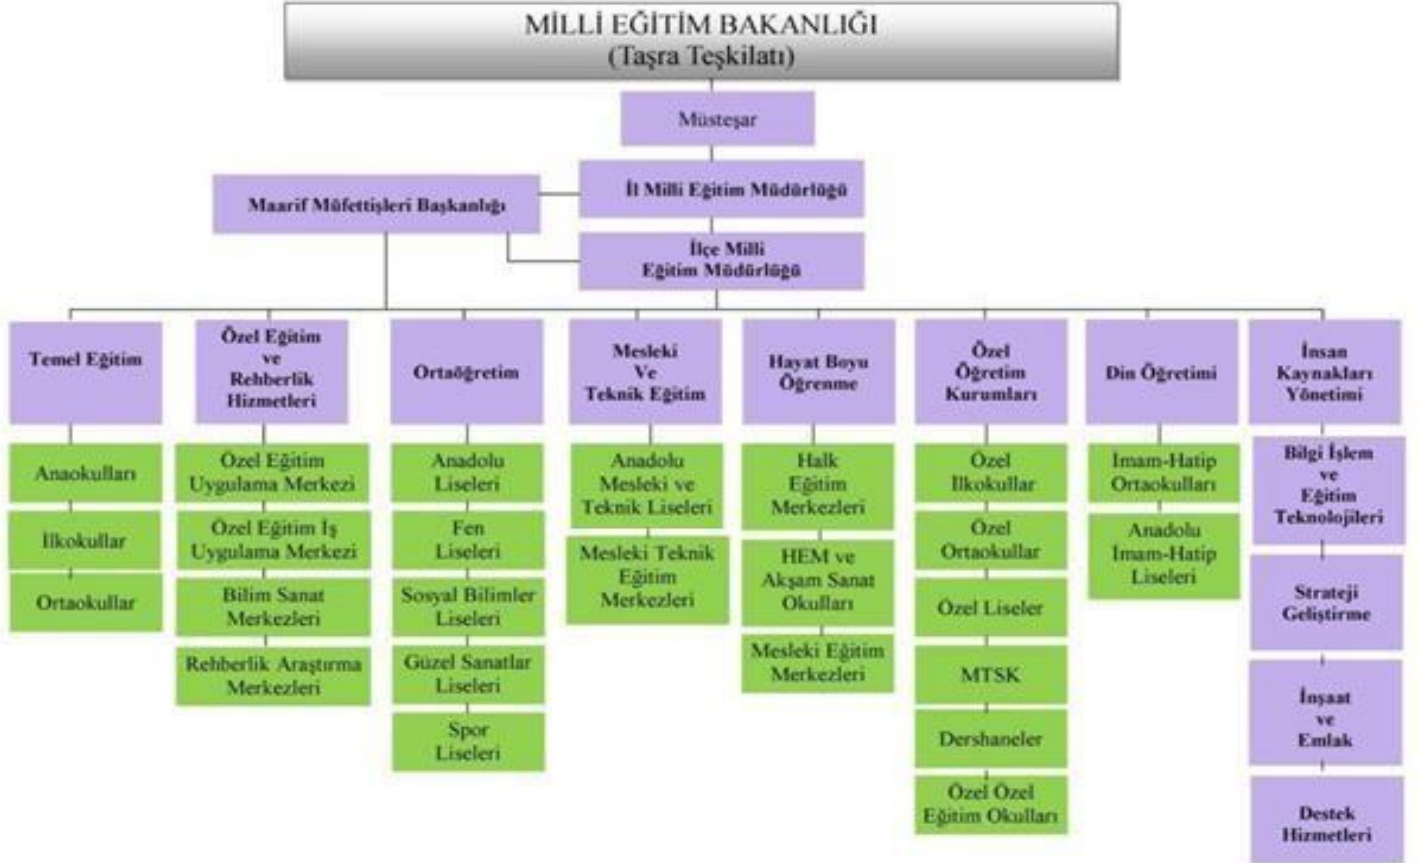 MİLLİ EĞİTİM BAKANLIĞI
(Taşra Teşkilatı)
Müsteşar
İl Milli Eğitim Müdürlüğü
Maarif Müfettişleri Başkanlığı
İlçe Milli
Eğitim Müdürlüğü
Temel Eğitim
Anaokulları
İlkokullar
Ortaokullar
Özel Eğitim
ve
Rehberlik
Hizmetleri
Özel Eğitim
Uygulama Merkezi
Özel Eğitim İş
Uygulama Merkezi
Bilim Sanat
Merkezleri
Rehberlik Araştırma
Merkezleri
Ortaöğretim
Anadolu
Liseleri
Fen
Liseleri
Sosyal Bilimler
Liseleri
Güzel Sanatlar
Liseleri
Spor
Liseleri
Mesleki
Ve
Teknik Eğitim
Anadolu
Mesleki ve
Teknik Liseleri
Mesleki Teknik
Eğitim
Merkezleri
Hayat Boyu
Öğrenme
Halk
Eğitim
Merkezleri
HEM ve
Akşam Sanat
Okulları
Mesleki Eğitim
Merkezleri
Özel
Öğretim
Kurumları
Özel
İlkokullar
Özel
Ortaokullar
Özel Liseler
MTSK
Dershaneler
Özel Özel
Eğitim Okulları
Din Öğretimi
İmam-Hatip
Ortaokulları
Anadolu
İmam-Hatip
Liseleri
İnsan
Kaynakları
Yönetimi
Bilgi İşlem
ve
Eğitim
Teknolojileri
Strateji
Geliştirme
İnşaat
ve
Emlak
Destek
Hizmetleri